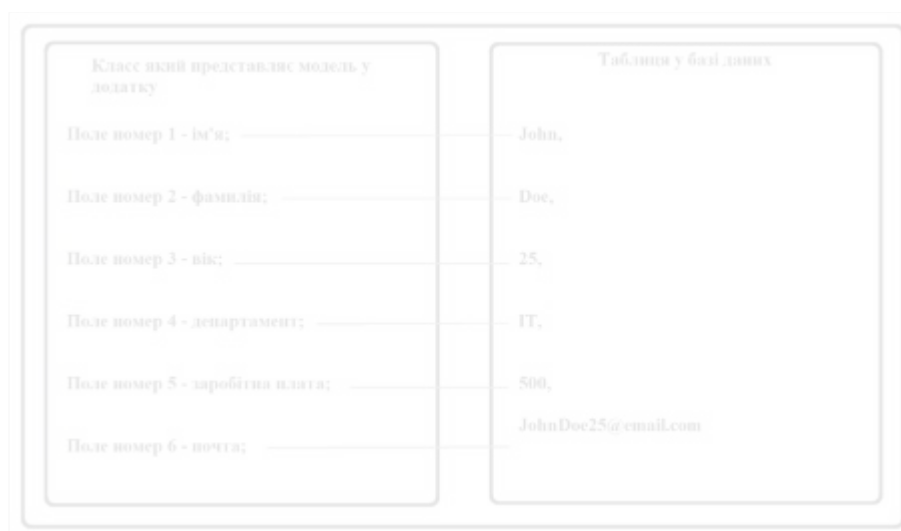 Класс який представляє модель у
додатку
Поле номер 1 - ім'я;
Поле номер 2 - фамилія;
Поле номер 3 - вік;
Поле номер 4 - департамент;
Поле номер 5 - заробітна плата;
Поле номер 6 - почта;
Таблиця у базі даних
John,
Doe,
25,
IT,
500,
JohnDoe25@email.com